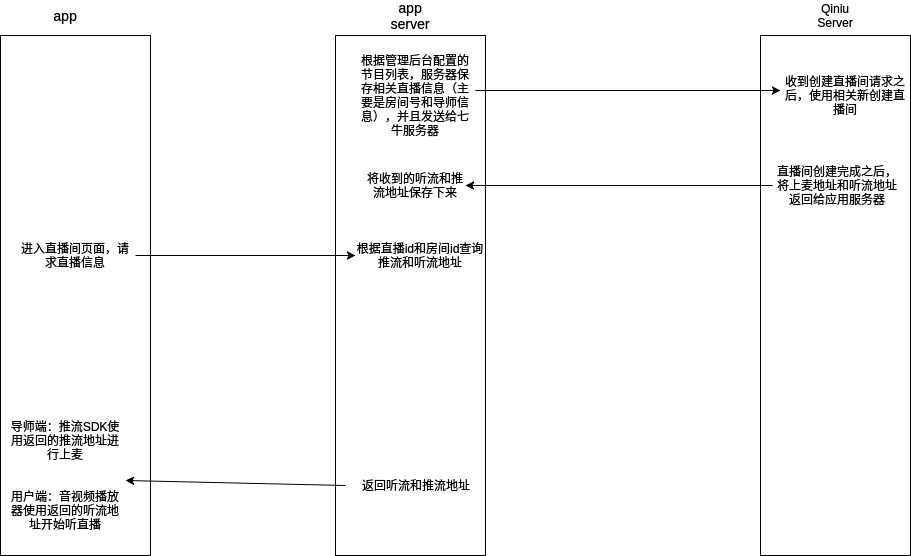 app
app
server
Qiniu
Server
根据管理后台配置的
节目列表，服务器保
存相关直播信息（主
要是房间号和导师信
息），并且发送给七
牛服务器
收到创建直播间请求之
后，使用相关新创建直
播间
将收到的听流和推
流地址保存下来
直播间创建完成之后，
将上麦地址和听流地址
返回给应用服务器
进入直播间页面，请
求直播信息
根据直播id和房间id查询
推流和听流地址
导师端：推流SDK使
用返回的推流地址进
行上麦
返回听流和推流地址
用户端：音视频播放
器使用返回的听流地
址开始听直播